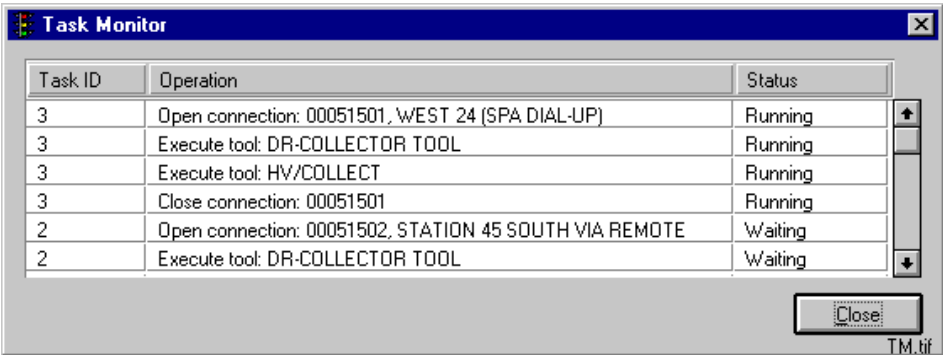 Task Monitor
Task ID Operation Status
3 Open connection: 00051501, WEST 24 (SPA DIAL-UP) Running
3 Execute tool: DR-COLLECTOR TOOL Running
3 Execute tool: HV/COLLECT Running
3 Close connection: 00051501 Running
2 Open connection: 00051502, STATION 45 SOUTH VIA REMOTE Waiting
2 Execute tool: DR-COLLECTOR TOOL Waiting
Close
TM.tif